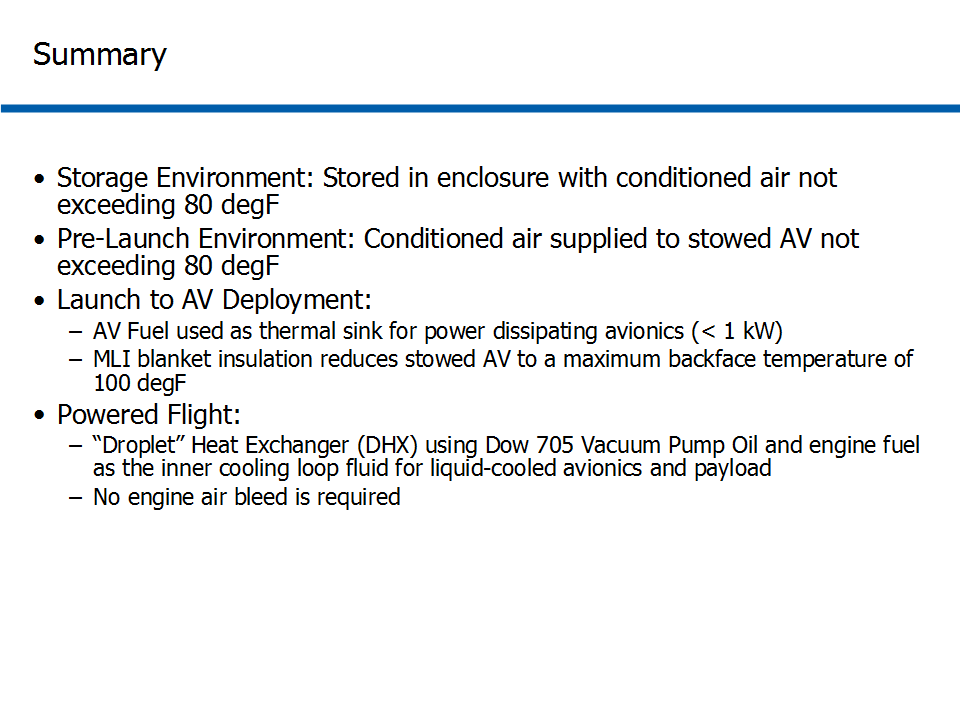 Summary
• Storage Environment: Stored in enclosure with conditioned air not
exceeding 80 degF
• Pre-Launch Environment: Conditioned air supplied to stowed AV not
exceeding 80 degF
• Launch to AV Deployment:
– AV Fuel used as thermal sink for power dissipating avionics (< 1 kW)
– MLI blanket insulation reduces stowed AV to a maximum backface temperature of
100 degF
• Powered Flight:
– “Droplet” Heat Exchanger (DHX) using Dow 705 Vacuum Pump Oil and engine fuel
as the inner cooling loop fluid for liquid-cooled avionics and payload
– No engine air bleed is required